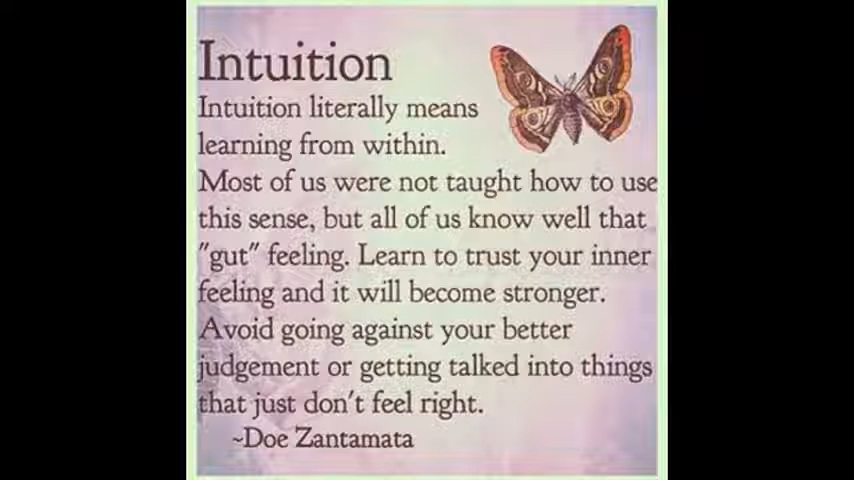 Intuition
Intuition literally means
learning from within.
Most of us were not taught how to use
this sense, but all of us know well that
"gut" feeling. Learn to trust your inner
feeling and it will become stronger.
Avoid going against your better
judgement or getting talked into things
that just don't feel right.
~Doe Zantamata